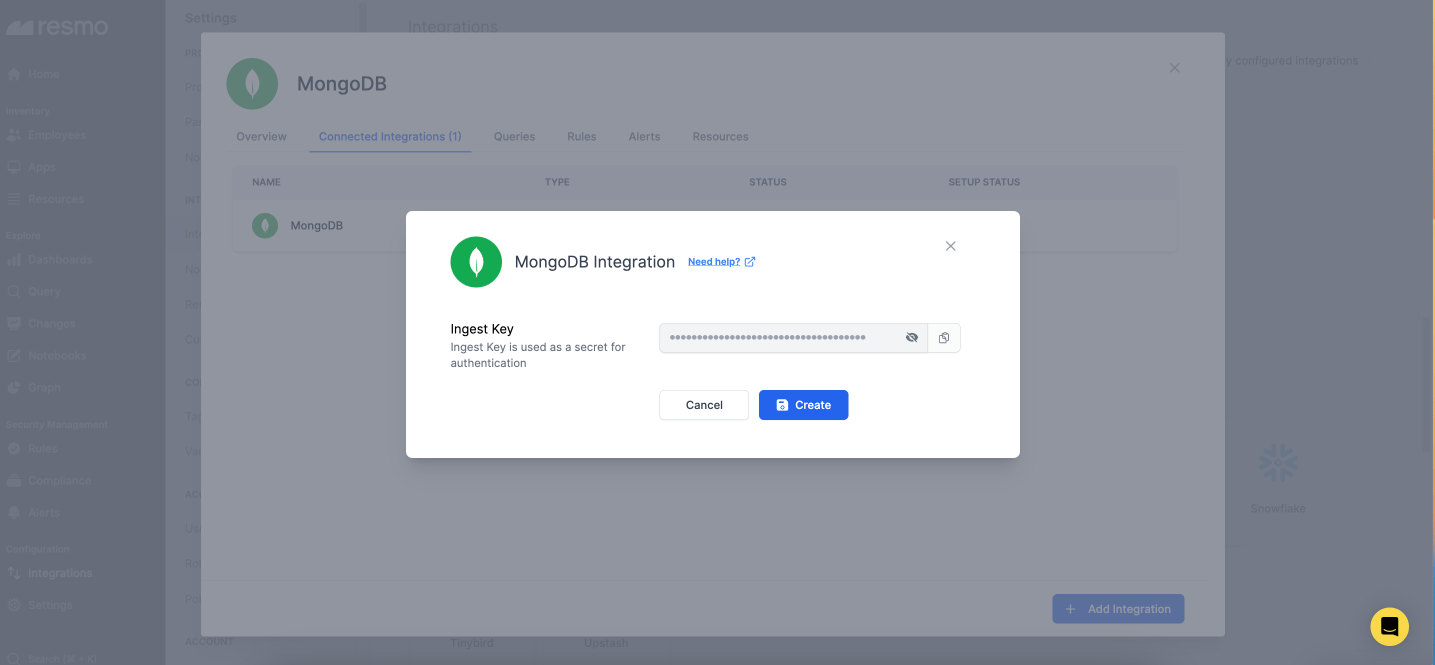 resmo
Home
Inventory
Employees
Apps
Resources
Explore
Dashboards
Query
Changes
Notebooks
Graph
Security Management
Rules
Compliance
Alerts
Configuration
Integrations
Settings
Search (⌘ + K)
Settings
ACCOUNT
Integrations
y configured integrations
Snowflake
Tinybird
Upstash
MongoDB
Overview
Connected Integrations (1)
Queries
Rules
Alerts
Resources
NAME
TYPE
STATUS
SETUP STATUS
MongoDB
Add Integration
MongoDB Integration
Need help?
Ingest Key
Ingest Key is used as a secret for
authentication
Cancel
Create